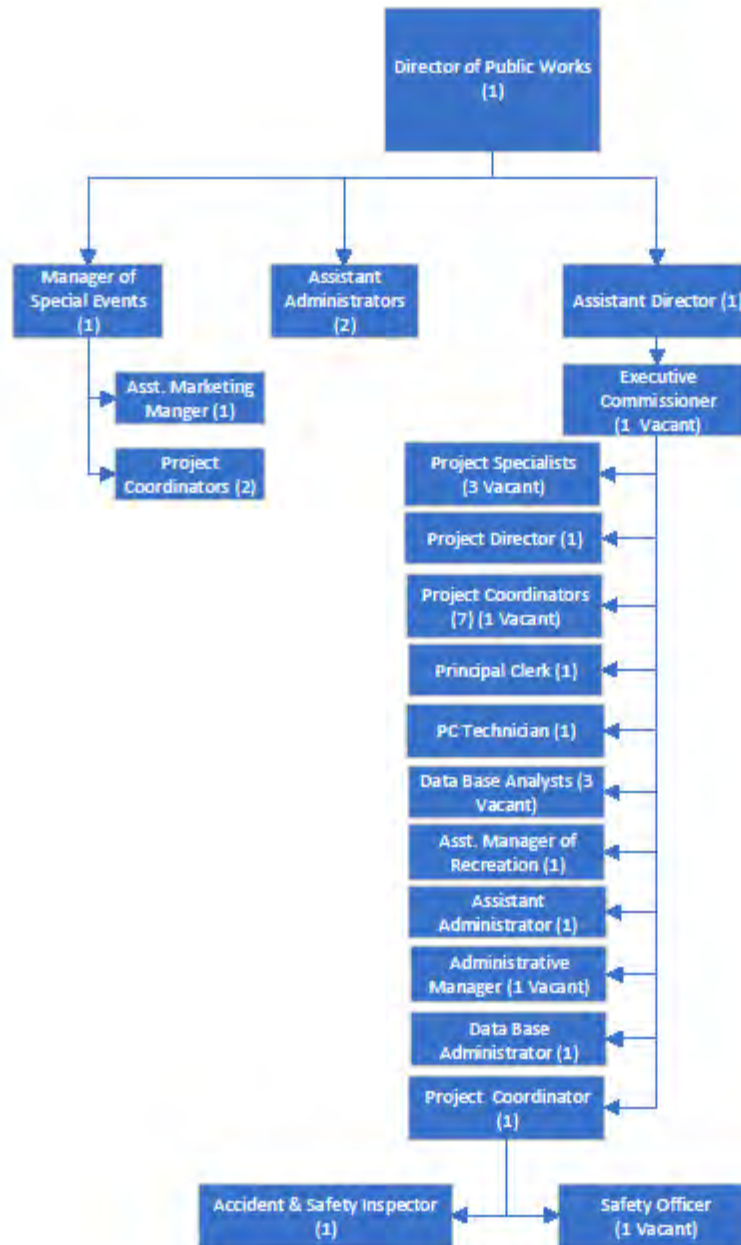 Director of Public Works
(1)
Manager of
Special Events
(1)
Assistant
Administrators
(2)
Assistant Director (1)
Asst. Marketing
Manger (1)
Project
Coordinators (2)
Executive
Commissioner
(1 Vacant)
Project Specialists
(3 Vacant)
Project Director (1)
Project Coordinators
(7) (1 Vacant)
Principal Clerk (1)
PC Technician (1)
Data Base Analysts (3
Vacant)
Asst. Manager of
Recreation (1)
Assistant
Administrator (1)
Administrative
Manager (1 Vacant)
Data Base
Administrator (1)
Project Coordinator
(1)
Accident & Safety Inspector
(1)
Safety Officer
(1 Vacant)